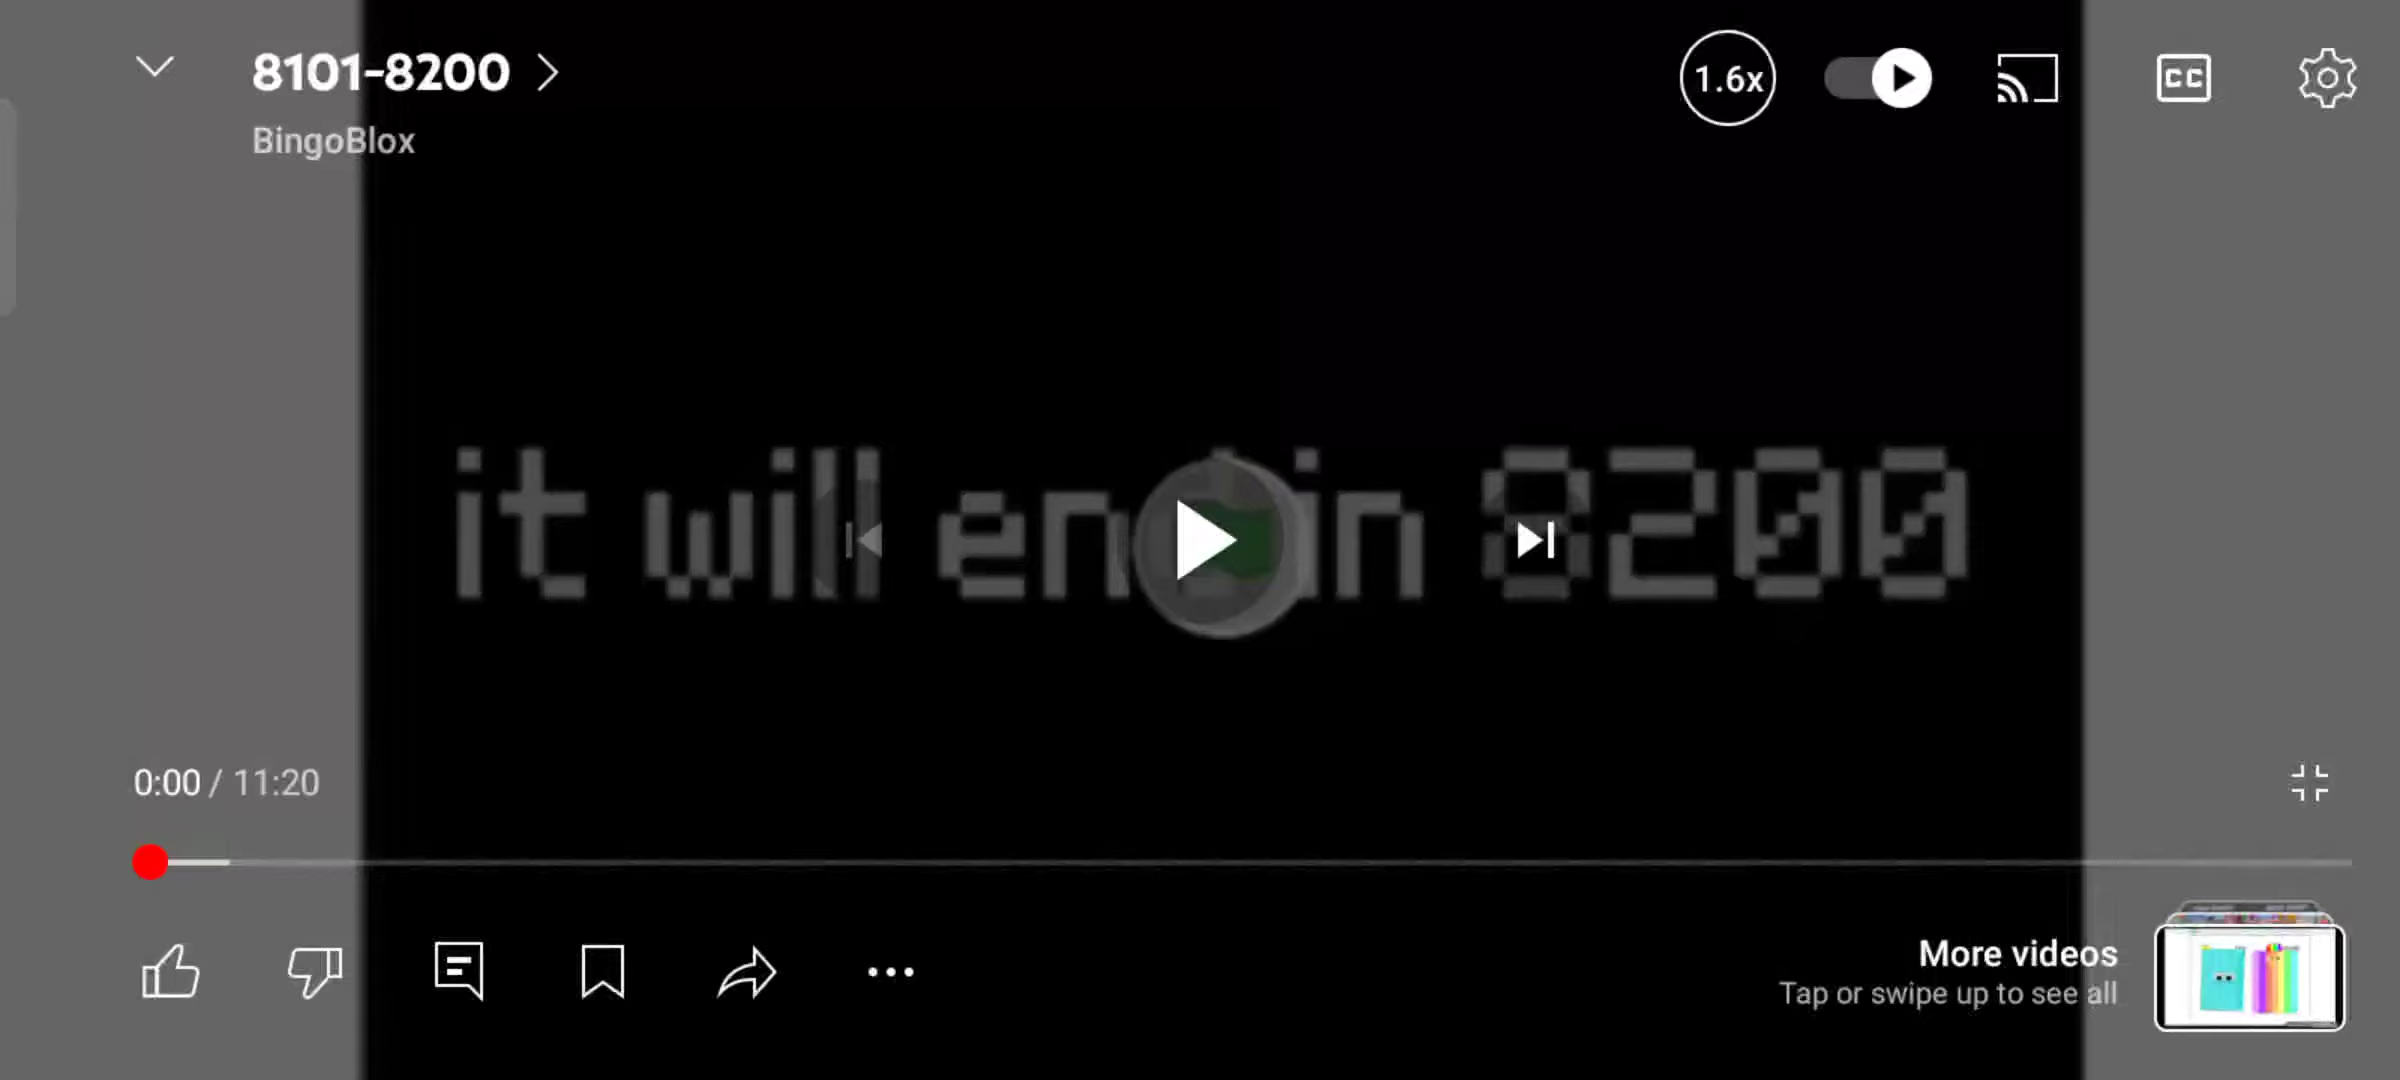 8101-8200
BingoBlox
1.6x
CC
it will end in 8200
0:00 / 11:20
More videos
Tap or swipe up to see all